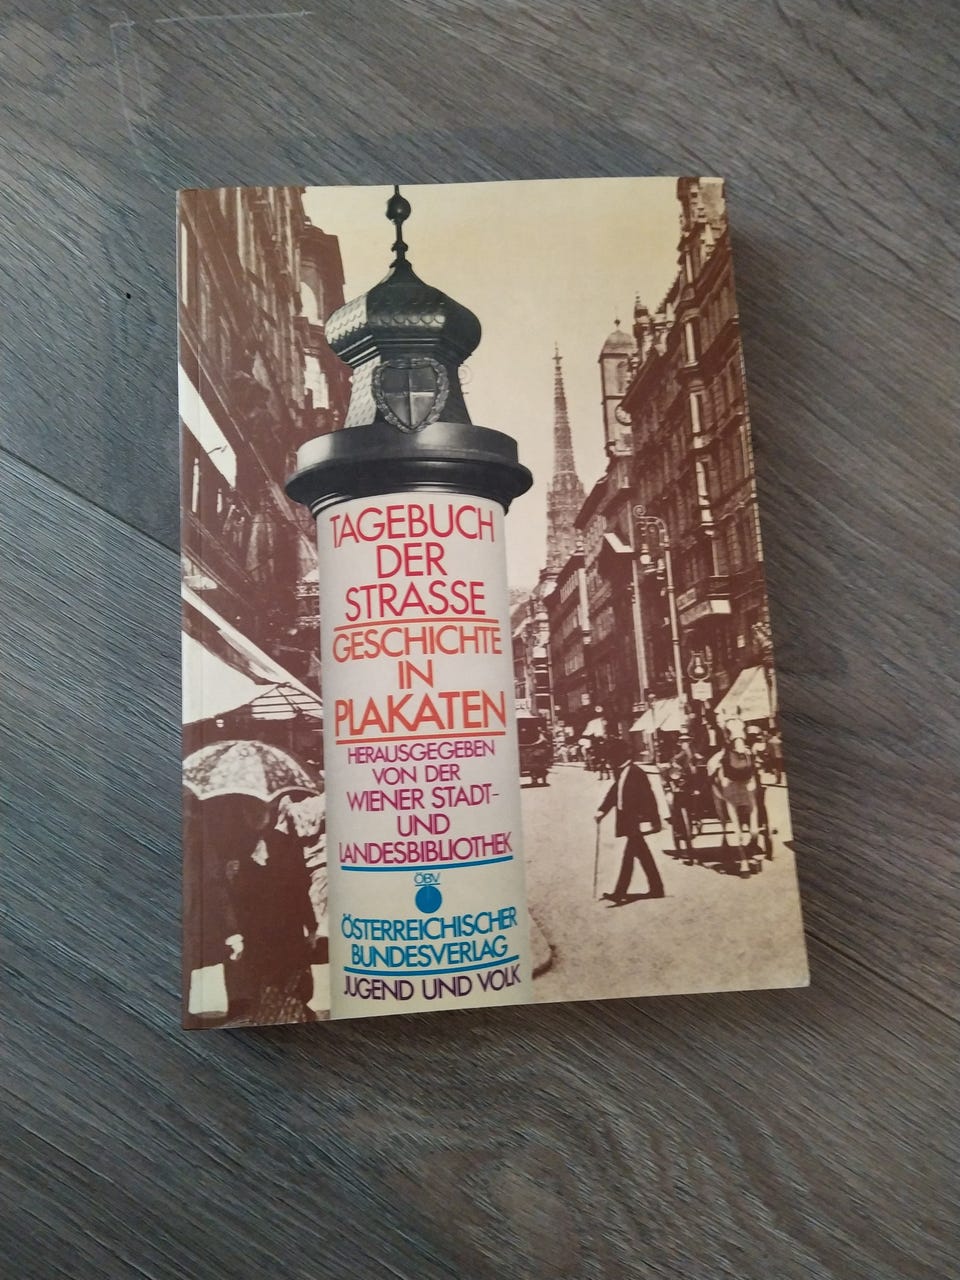 TAGEBUCH
DER
STRASSE
GESCHICHTE
IN
PLAKATEN
HERAUSGEGEBEN
VON DER
WIENER STADT-
UND
LANDESBIBLIOTHEK
ÖBV
ÖSTERREICHISCHER
BUNDESVERLAG
JUGEND UND VOLK